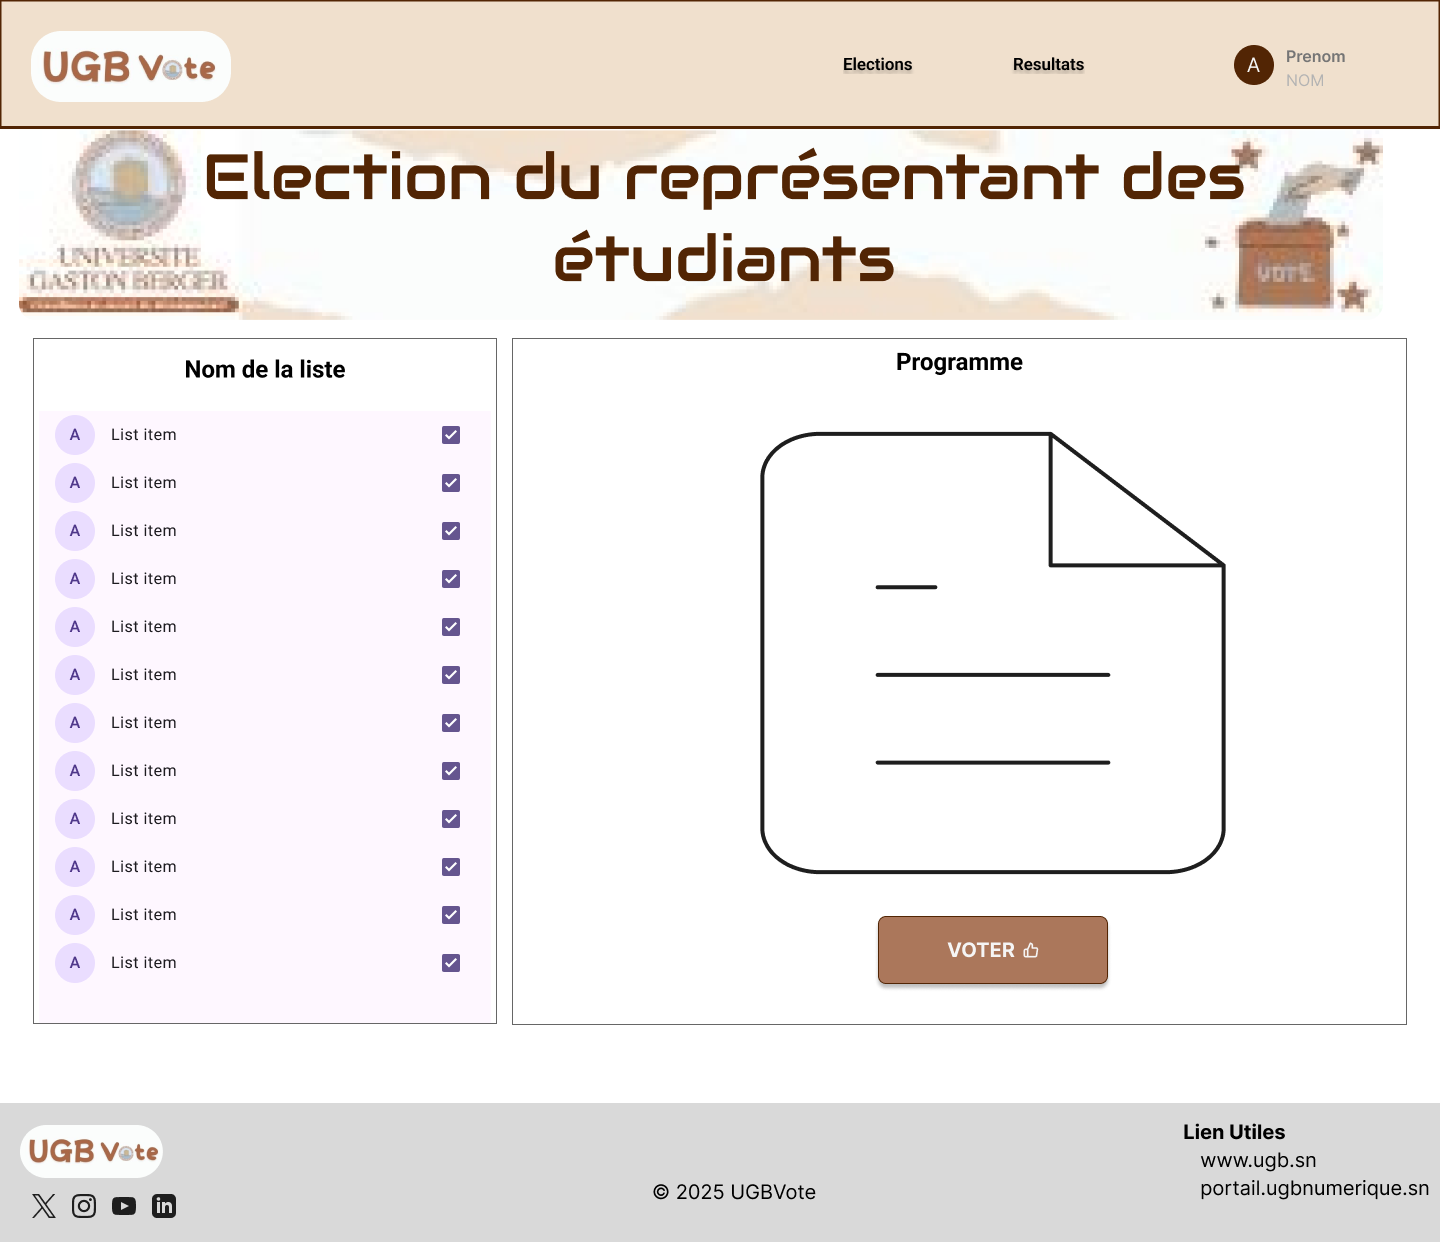 UGB Vote
Elections
Resultats
A
Prenom
NOM
UNIVERSITE
GASTON BERGER
Election du représentant des
étudiants
VOTE
Nom de la liste
A List item
A List item
A List item
A List item
A List item
A List item
A List item
A List item
A List item
A List item
A List item
A List item
Programme
VOTER
UGB Vote
© 2025 UGBVote
Lien Utiles
www.ugb.sn
portail.ugbnumerique.sn